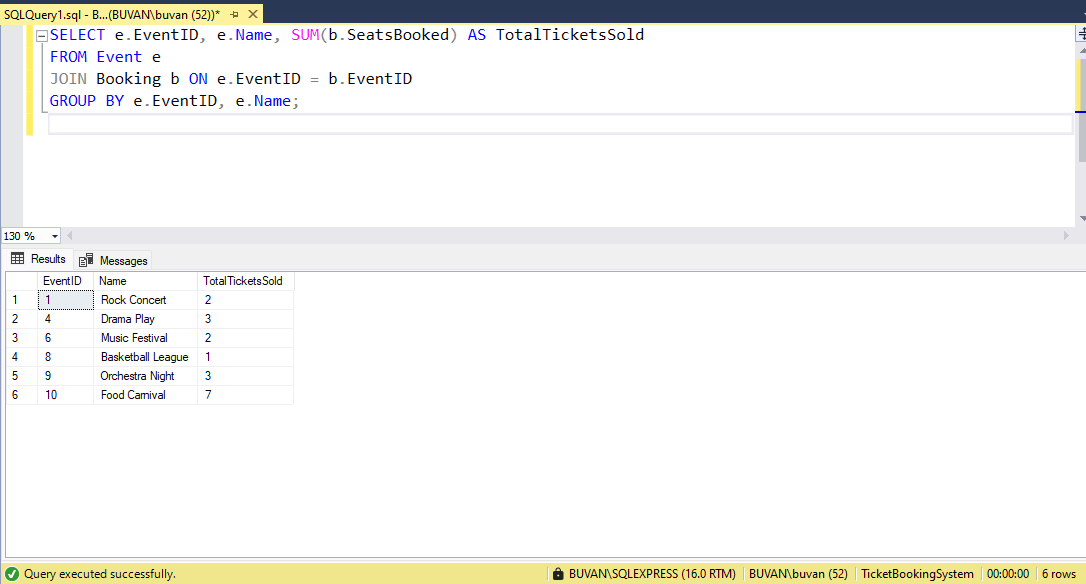 SQLQuery1.sql - B...(BUVAN\buvan (52))*
SELECT e.EventID, e.Name, SUM(b.SeatsBooked) AS TotalTicketsSold
FROM Event e
JOIN Booking b ON e.EventID = b.EventID
GROUP BY e.EventID, e.Name;
130 %
Results Messages
EventID Name TotalTicketsSold
1 1 Rock Concert 2
2 4 Drama Play 3
3 6 Music Festival 2
4 8 Basketball League 1
5 9 Orchestra Night 3
6 10 Food Carnival 7
Query executed successfully. BUVAN\SQLEXPRESS (16.0 RTM) BUVAN\buvan (52) TicketBookingSystem 00:00:00 6 rows